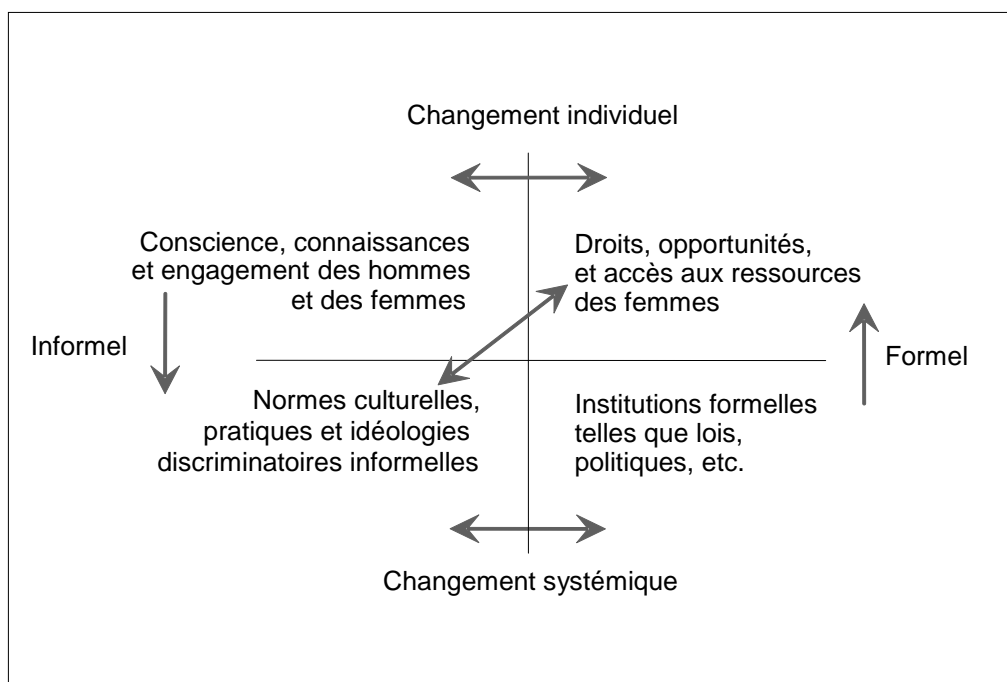 Changement individuel
Conscience, connaissances
et engagement des hommes
et des femmes
Droits, opportunités,
et accès aux ressources
des femmes
Informel
Formel
Normes culturelles,
pratiques et idéologies
discriminatoires informelles
Institutions formelles
telles que lois,
politiques, etc.
Changement systémique